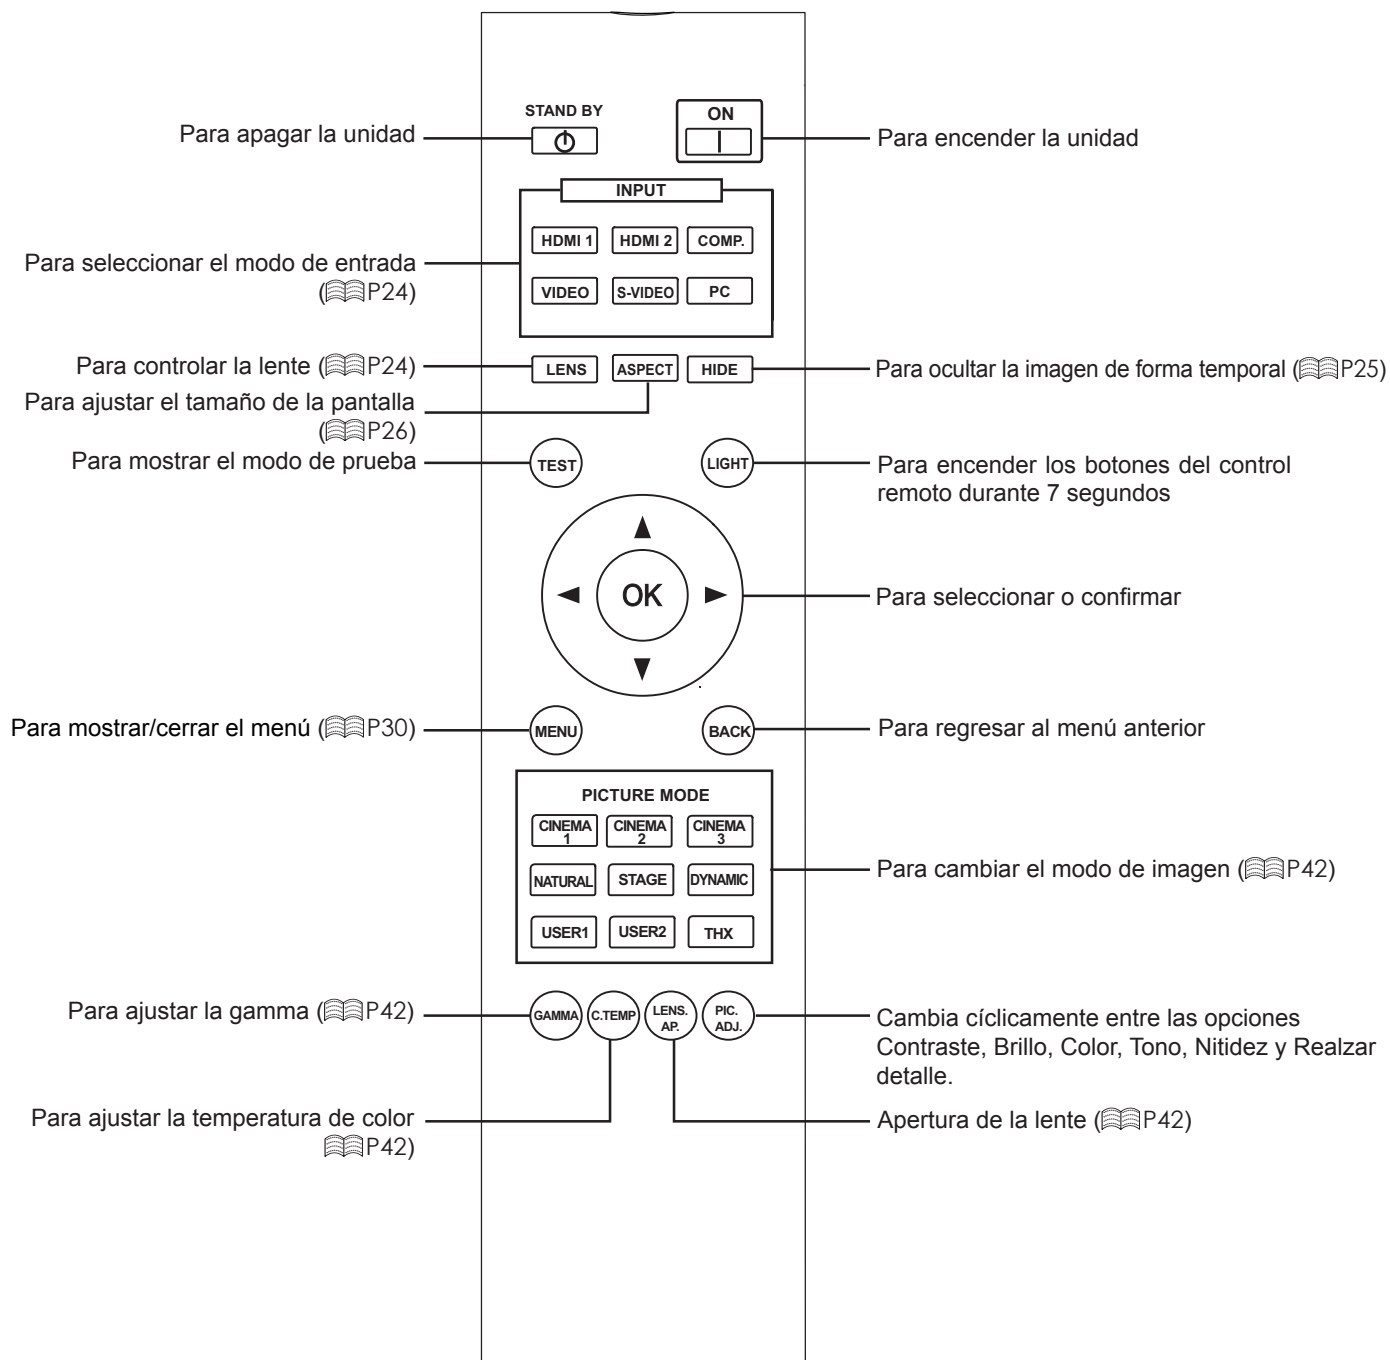 STAND BY
ON
Para apagar la unidad
Para encender la unidad
INPUT
HDMI 1 HDMI 2 COMP.
Para seleccionar el modo de entrada
(P24)
VIDEO S-VIDEO PC
Para controlar la lente (P24)
LENS ASPECT HIDE
Para ocultar la imagen de forma temporal (P25)
Para ajustar el tamaño de la pantalla
(P26)
Para mostrar el modo de prueba
TEST LIGHT
Para encender los botones del control
remoto durante 7 segundos
OK
Para seleccionar o confirmar
Para mostrar/cerrar el menú (P30)
MENU BACK
Para regresar al menú anterior
PICTURE MODE
CINEMA
1
CINEMA
2
CINEMA
3
NATURAL STAGE DYNAMIC
Para cambiar el modo de imagen (P42)
USER1 USER2 THX
Para ajustar la gamma (P42)
GAMMA C.TEMP
LENS.
AP.
PIC.
ADJ.
Cambia cíclicamente entre las opciones
Contraste, Brillo, Color, Tono, Nitidez y Realzar
detalle.
Para ajustar la temperatura de color
P42)
Apertura de la lente (P42)